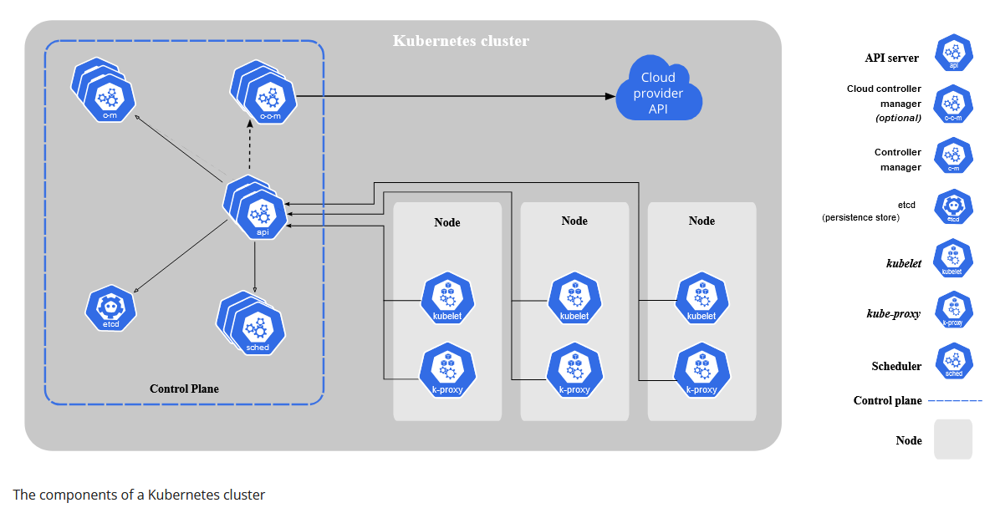 Kubernetes cluster
c-m
c-c-m
Cloud
provider
API
api
etcd
sched
Control Plane
Node
kubelet
k-proxy
Node
kubelet
k-proxy
Node
kubelet
k-proxy
API server
api
Cloud controller
manager
(optional)
c-c-m
Controller
manager
c-m
etcd
(persistence store)
etcd
kubelet
kubelet
kube-proxy
k-proxy
Scheduler
sched
Control plane
Node
The components of a Kubernetes cluster